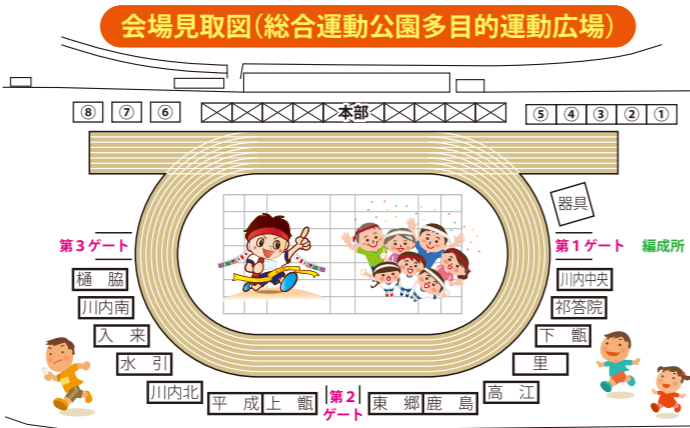 会場見取図(総合運動公園多目的運動広場)
⑧ ⑦ ⑥ 本部 ⑤ ④ ③ ② ①
器具
第3ゲート
第1ゲート 編成所
樋脇
川内中央
川内南
祁答院
入来
下甑
水引
里
川内北
高江
平成
上甑
第2
ゲート
東郷
鹿島